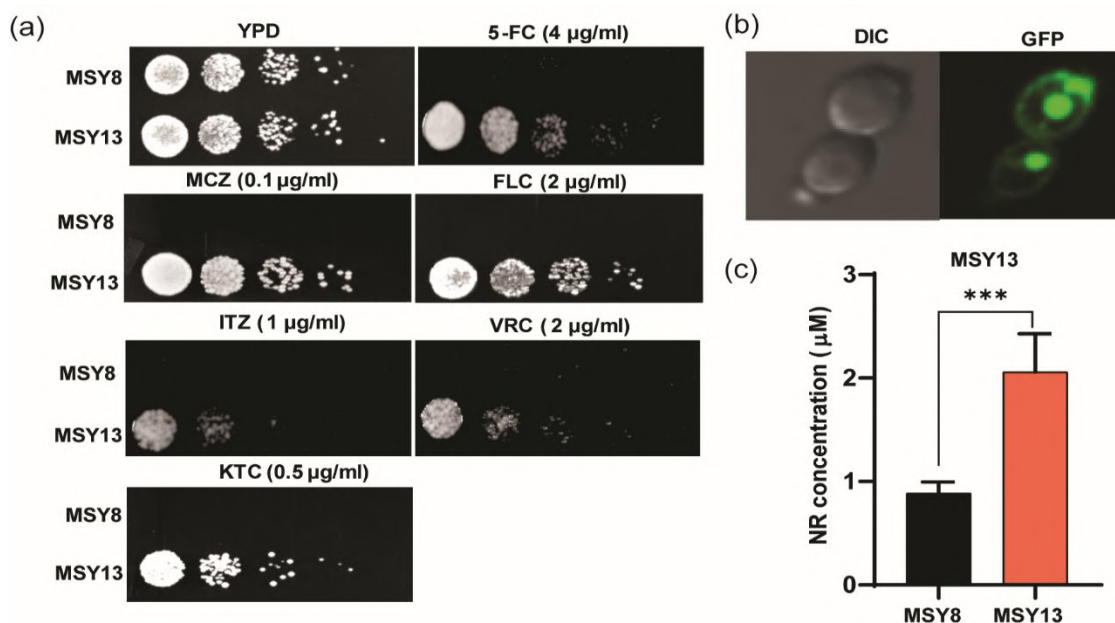 (a)
YPD
5-FC (4 µg/ml)
MSY8
MSY13
MCZ (0.1 µg/ml)
FLC (2 µg/ml)
MSY8
MSY13
ITZ (1 µg/ml)
VRC (2 µg/ml)
MSY8
MSY13
KTC (0.5 µg/ml)
MSY8
MSY13
(b)
DIC
GFP
MSY13
(c)
3
2
1
0
NR concentration (µM)
***
MSY8
MSY13